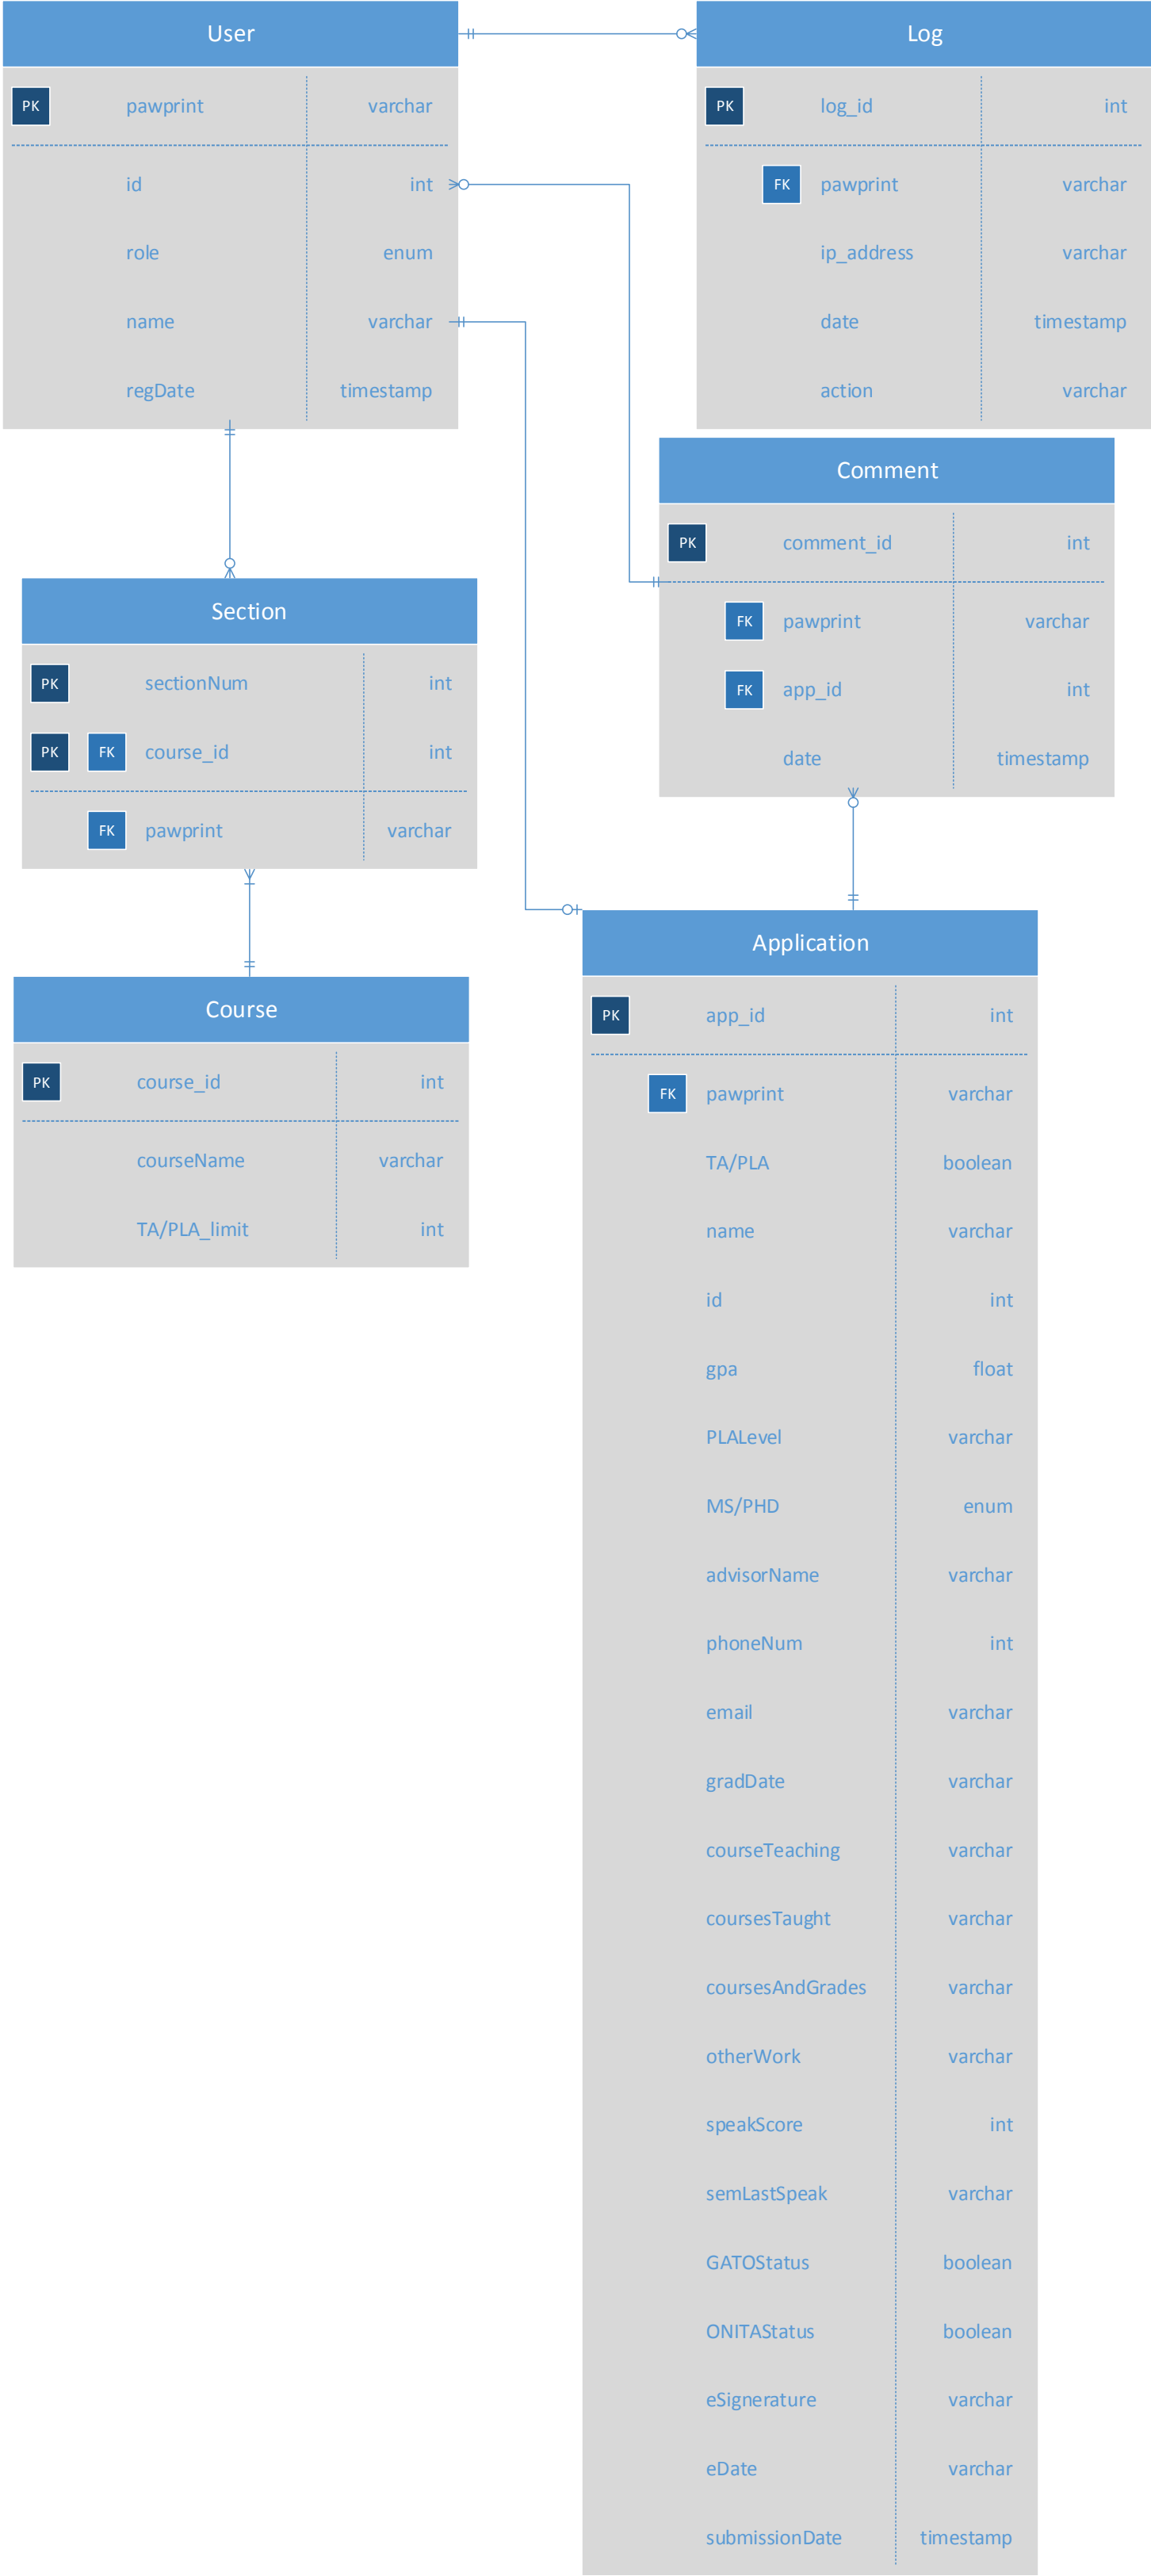 User
PK pawprint varchar
id int
role enum
name varchar
regDate timestamp
Log
PK log_id int
FK pawprint varchar
ip_address varchar
date timestamp
action varchar
Comment
PK comment_id int
FK pawprint varchar
FK app_id int
date timestamp
Section
PK sectionNum int
PK FK course_id int
FK pawprint varchar
Course
PK course_id int
courseName varchar
TA/PLA_limit int
Application
PK app_id int
FK pawprint varchar
TA/PLA boolean
name varchar
id int
gpa float
PLALevel varchar
MS/PHD enum
advisorName varchar
phoneNum int
email varchar
gradDate varchar
courseTeaching varchar
coursesTaught varchar
coursesAndGrades varchar
otherWork varchar
speakScore int
semLastSpeak varchar
GATOStatus boolean
ONITAStatus boolean
eSignerature varchar
eDate varchar
submissionDate timestamp